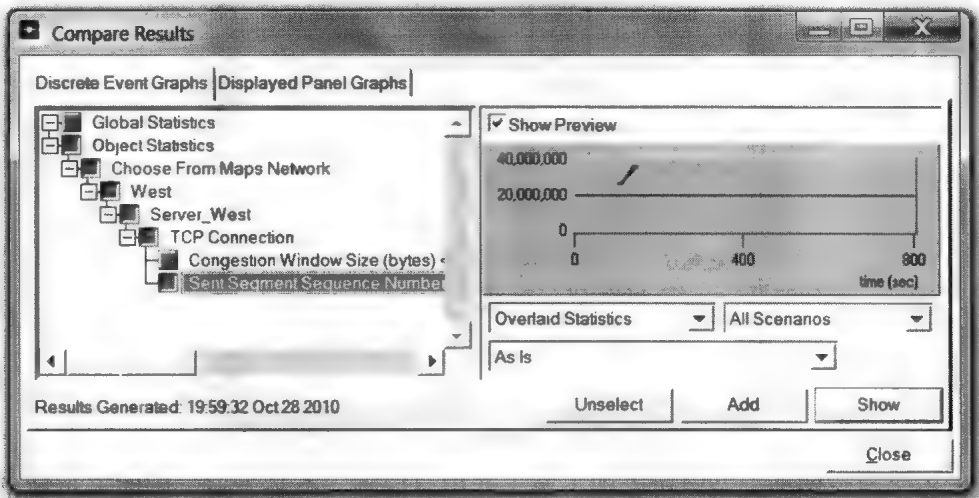 Compare Results
Discrete Event Graphs
Displayed Panel Graphs
Global Statistics
Object Statistics
Choose From Maps Network
West
Server_West
TCP Connection
Congestion Window Size (bytes) <
Sent Segment Sequence Number
Show Preview
40,000,000
20,000,000
0
0
400
800
time (sec)
Overlaid Statistics
All Scenarios
As Is
Results Generated: 19:59:32 Oct 28 2010
Unselect
Add
Show
Close